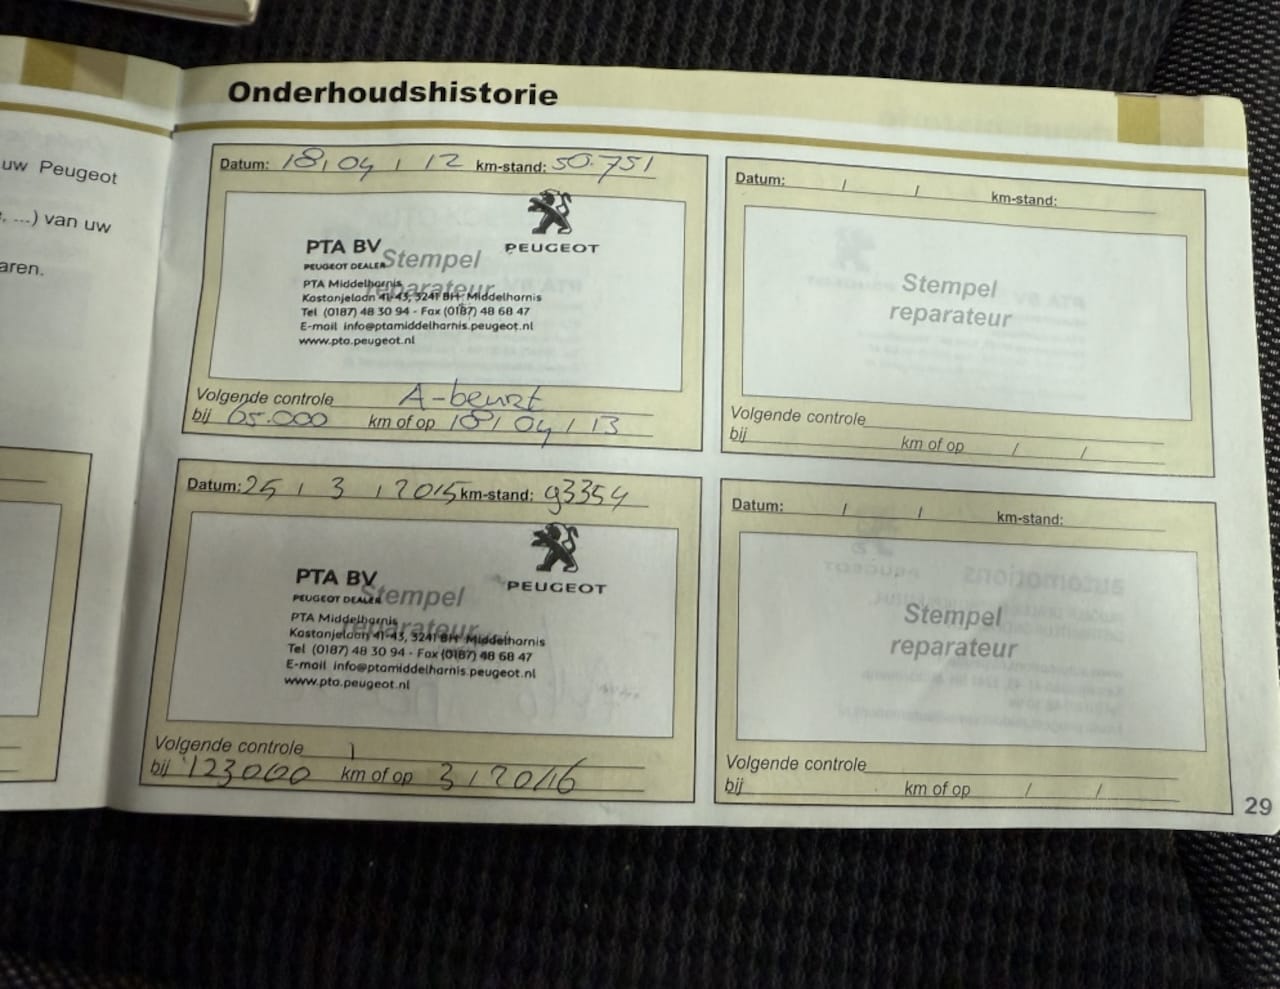 uw Peugeot
...) van uw
aren.
Onderhoudshistorie
Datum: 18 / 04 / 12 km-stand: 50.751
PEUGEOT
PTA BV
PEUGEOT DEALER
Stempel
reparateur
PTA Middelharnis
Kastanjelaan 41-43, 3241 BH Middelharnis
Tel (0187) 48 30 94 - Fax (0187) 48 68 47
E-mail info@ptamiddelharnis.peugeot.nl
www.pta.peugeot.nl
Volgende controle A-beurt
bij 65.000 km of op 18 / 04 / 13
Datum: 25 / 3 / 2015 km-stand: 93354
PEUGEOT
PTA BV
PEUGEOT DEALER
Stempel
reparateur
PTA Middelharnis
Kastanjelaan 41-43, 3241 BH Middelharnis
Tel (0187) 48 30 94 - Fax (0187) 48 68 47
E-mail info@ptamiddelharnis.peugeot.nl
www.pta.peugeot.nl
Volgende controle
bij 123000 km of op 3 / 2016
Datum: / / km-stand:
Stempel
reparateur
Volgende controle
bij km of op / /
Datum: / / km-stand:
Stempel
reparateur
Volgende controle
bij km of op / /
29